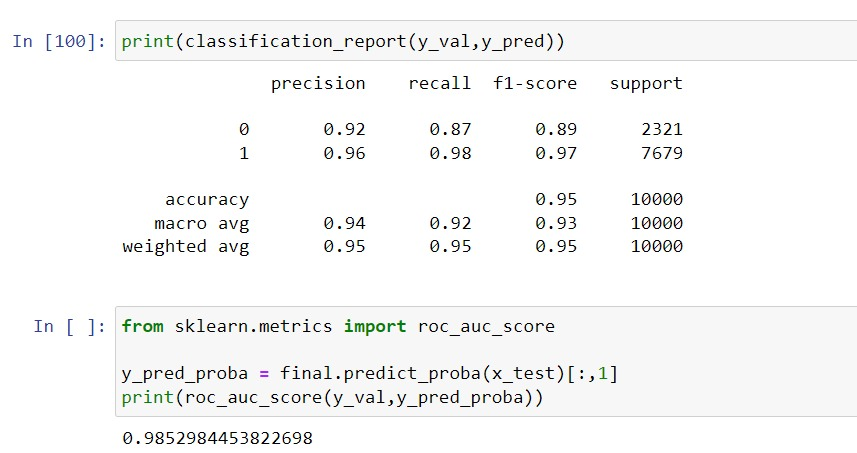 In [100]: print(classification_report(y_val,y_pred))
precision recall f1-score support
0 0.92 0.87 0.89 2321
1 0.96 0.98 0.97 7679
accuracy 0.95 10000
macro avg 0.94 0.92 0.93 10000
weighted avg 0.95 0.95 0.95 10000
In [ ]: from sklearn.metrics import roc_auc_score
y_pred_proba = final.predict_proba(x_test)[:,1]
print(roc_auc_score(y_val,y_pred_proba))
0.9852984453822698